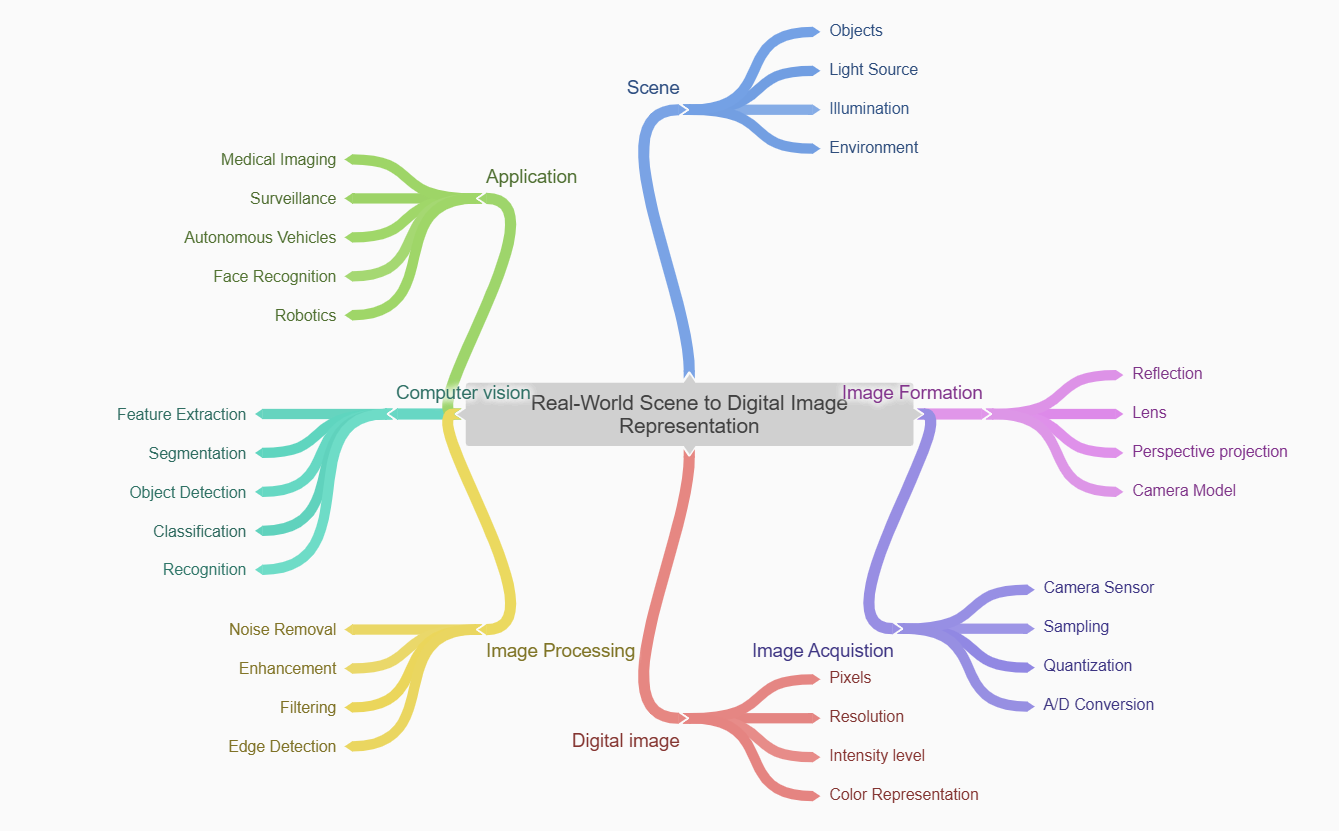 Real-World Scene to Digital Image
Representation
Scene
Objects
Light Source
Illumination
Environment
Image Formation
Reflection
Lens
Perspective projection
Camera Model
Image Acquistion
Camera Sensor
Sampling
Quantization
A/D Conversion
Digital image
Pixels
Resolution
Intensity level
Color Representation
Image Processing
Noise Removal
Enhancement
Filtering
Edge Detection
Computer vision
Feature Extraction
Segmentation
Object Detection
Classification
Recognition
Application
Medical Imaging
Surveillance
Autonomous Vehicles
Face Recognition
Robotics